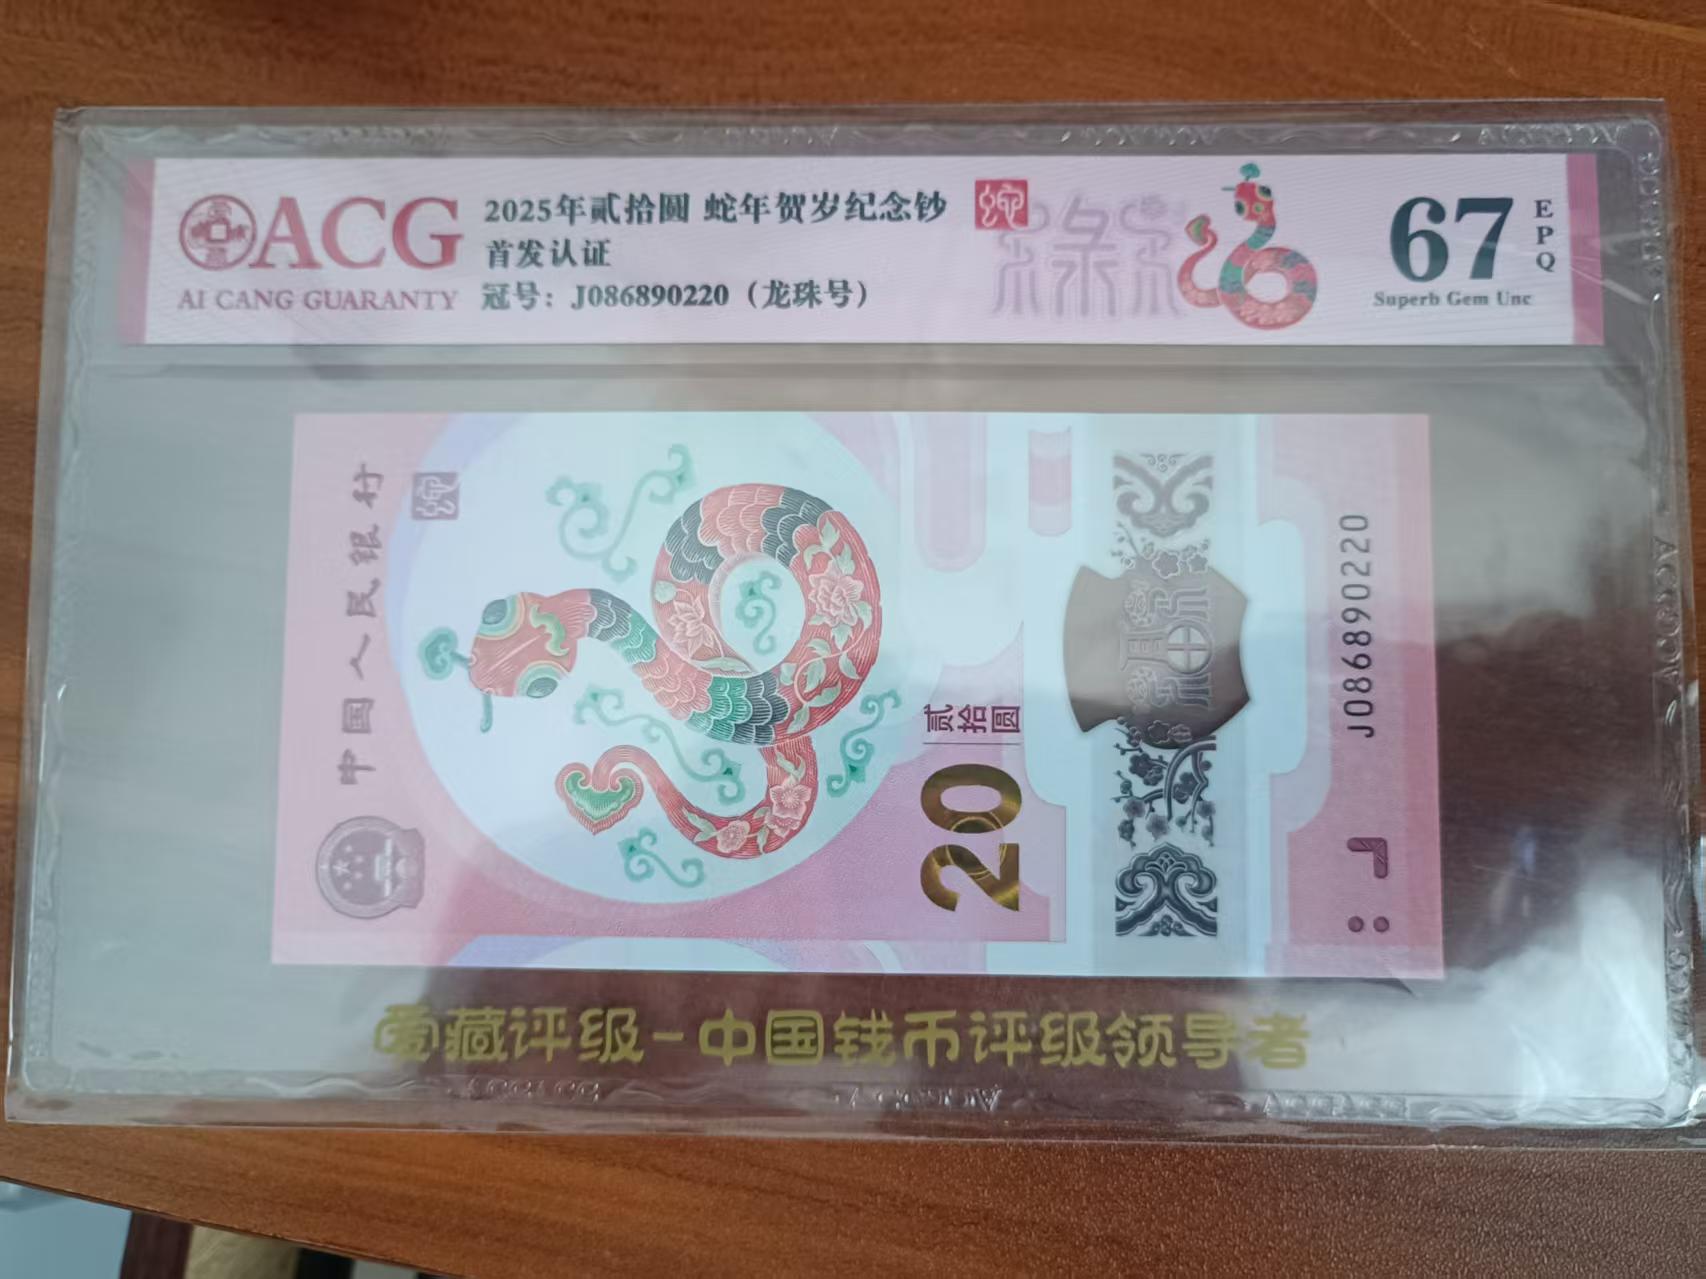 ACG
AI CANG GUARANTY
2025年贰拾圆 蛇年贺岁纪念钞
首发认证
冠号：J086890220（龙珠号）
67
EPQ
Superb Gem Unc
中国人民银行
贰拾圆
20
J086890220
爱藏评级-中国钱币评级领导者